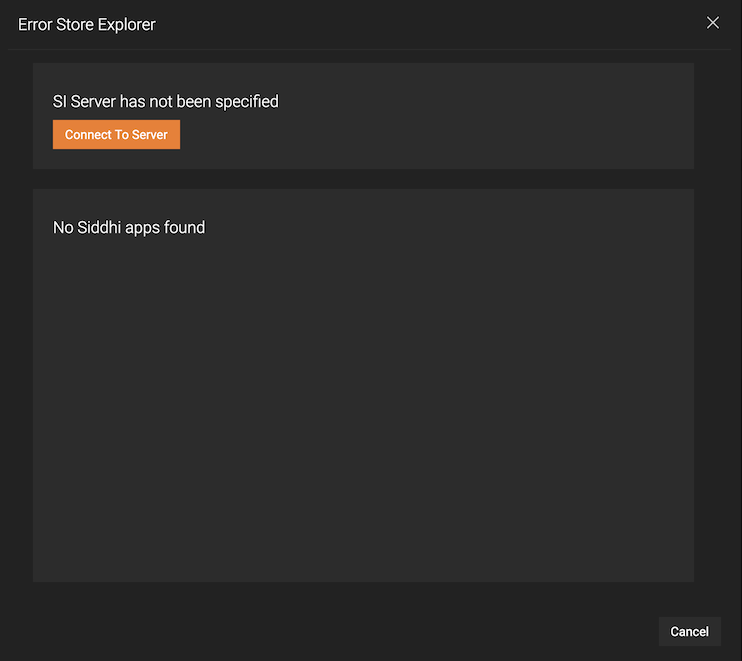 Error Store Explorer
SI Server has not been specified
Connect To Server
No Siddhi apps found
Cancel